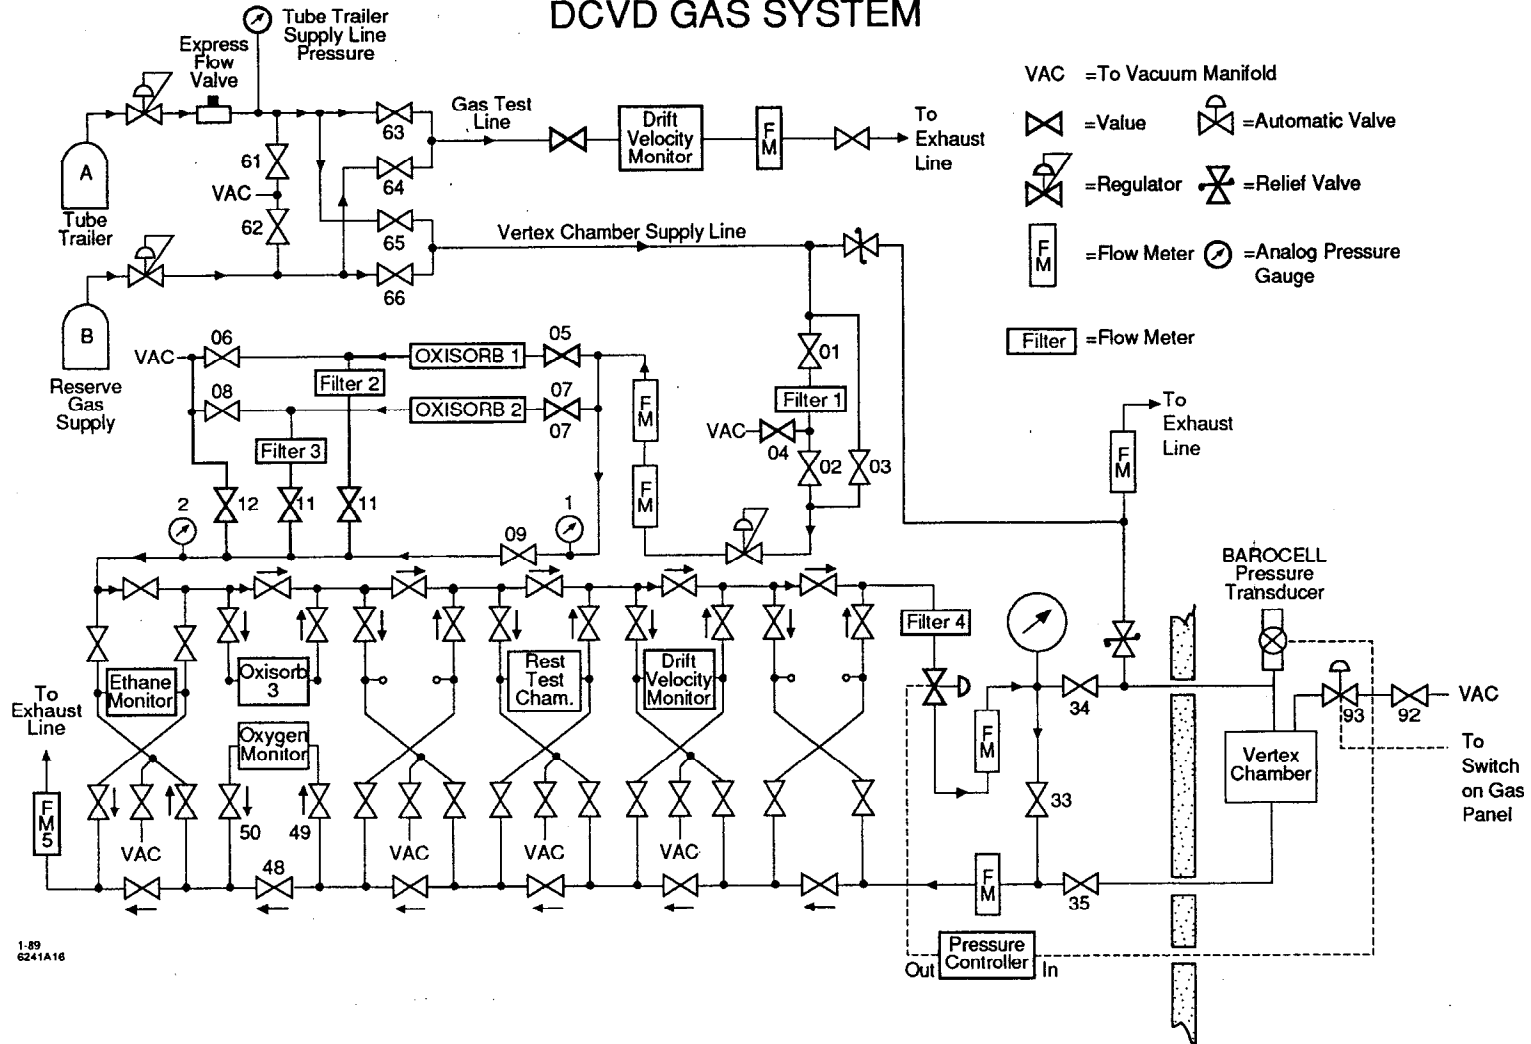 DCVD GAS SYSTEM
Tube Trailer
Supply Line
Pressure
Express
Flow
Valve
A
Tube
Trailer
61
VAC
62
63
64
65
66
Gas Test
Line
Drift
Velocity
Monitor
F
M
To
Exhaust
Line
VAC =To Vacuum Manifold
=Value
=Automatic Valve
=Regulator
=Relief Valve
F
M
=Flow Meter
=Analog Pressure
Gauge
Filter
=Flow Meter
B
Reserve
Gas
Supply
Vertex Chamber Supply Line
VAC
06
08
OXISORB 1
OXISORB 2
05
07
07
Filter 2
Filter 3
12
11
11
2
1
09
F
M
F
M
01
Filter 1
VAC
04
02
03
F
M
To
Exhaust
Line
BAROCELL
Pressure
Transducer
Filter 4
F
M
34
33
35
93
92
VAC
To
Switch
on Gas
Panel
Vertex
Chamber
Ethane
Monitor
Oxisorb
3
Oxygen
Monitor
Rest
Test
Cham.
Drift
Velocity
Monitor
To
Exhaust
Line
F
M
5
VAC
50
49
48
VAC
VAC
VAC
F
M
Out
Pressure
Controller
In
1-89
6241A16